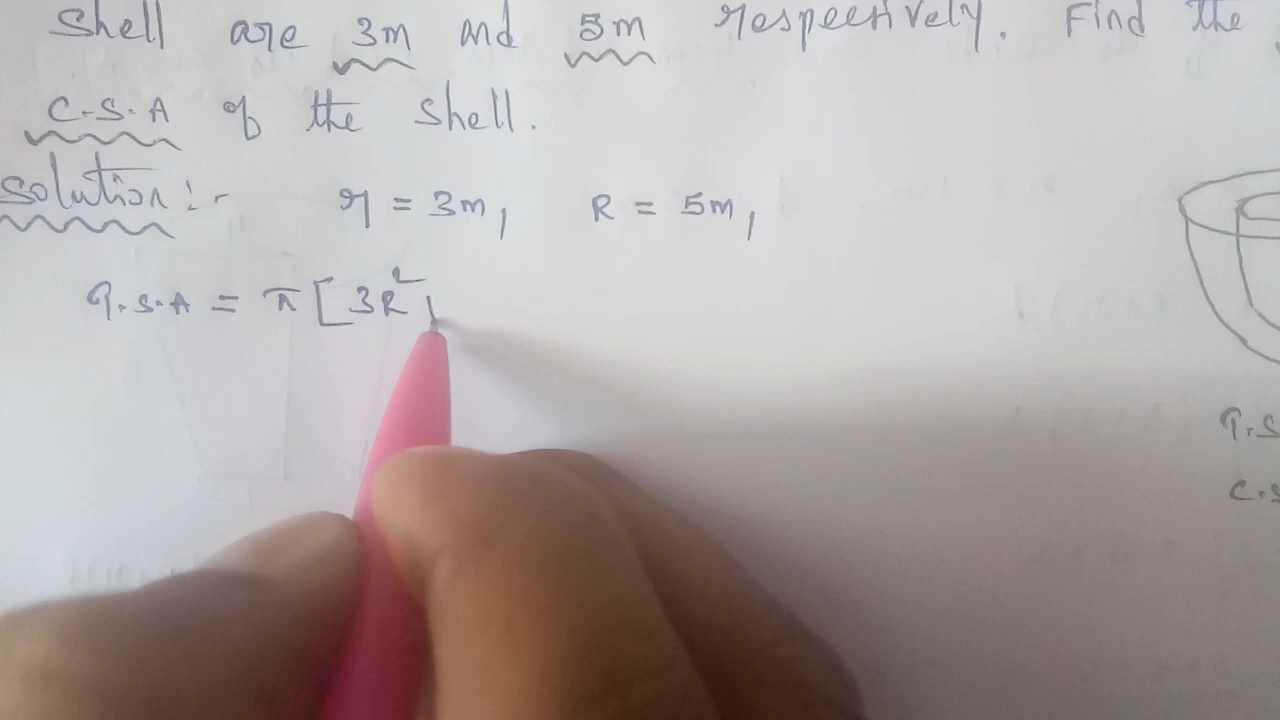 Shell are 3m and 5m respectively. Find the
C.S.A of the shell.
Solution:-
r = 3m, R = 5m,
T.S.A = π [3R²
T.S
C.S